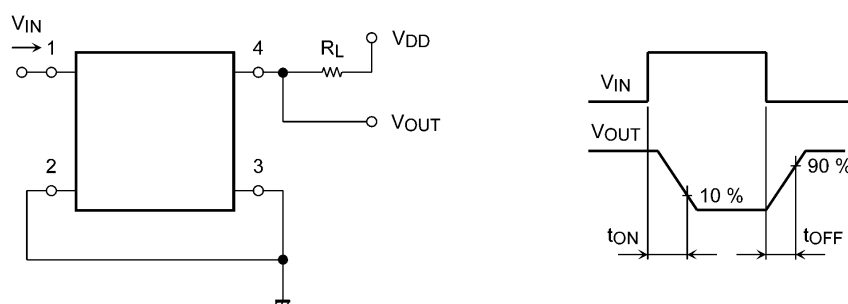 VIN
1
2
4
3
RL
VDD
VOUT
VIN
VOUT
10 %
90 %
tON
tOFF